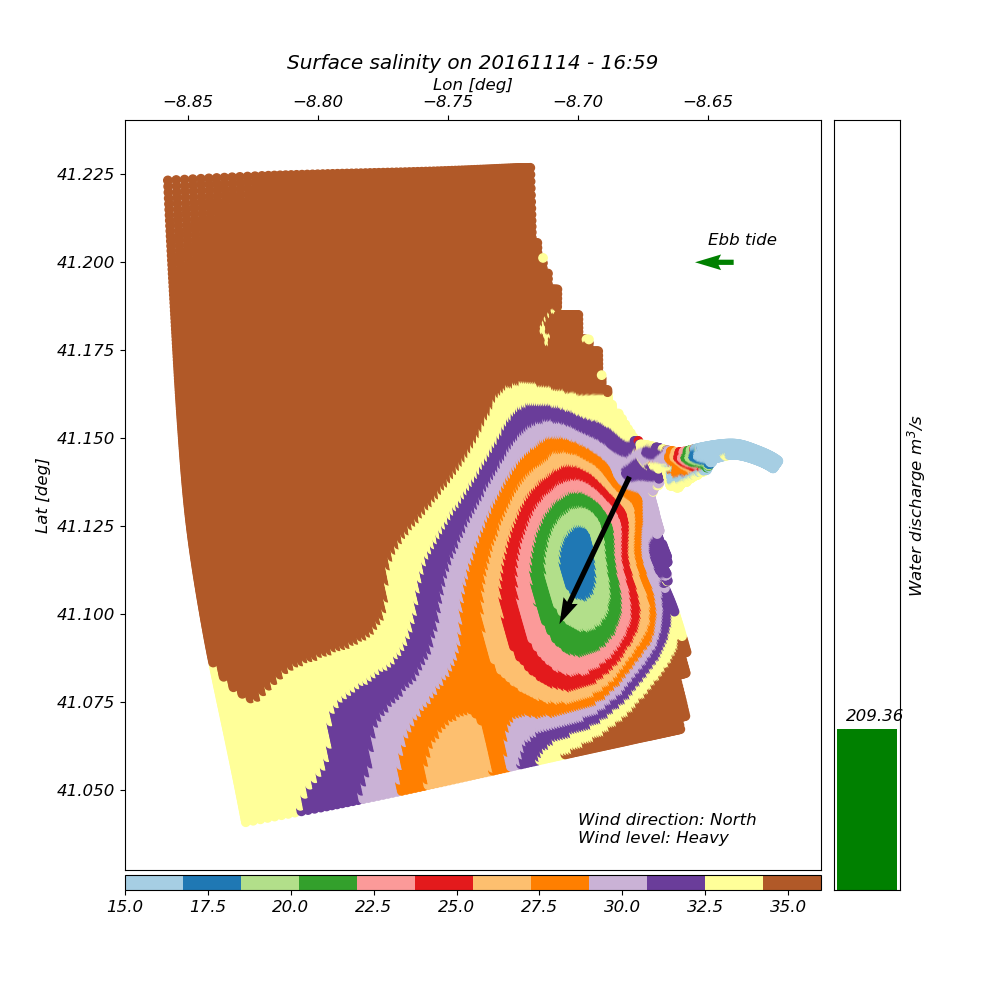 Surface salinity on 20161114 - 16:59
Lon [deg]
−8.85 −8.80 −8.75 −8.70 −8.65
41.225
41.200
41.175
41.150
41.125
41.100
41.075
41.050
Lat [deg]
Ebb tide
Wind direction: North
Wind level: Heavy
15.0 17.5 20.0 22.5 25.0 27.5 30.0 32.5 35.0
209.36
Water discharge m³/s